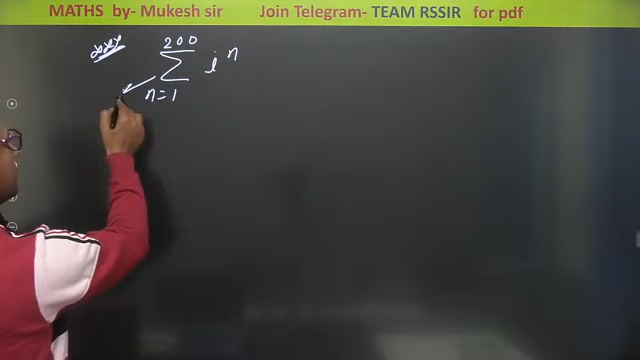 MATHS by- Mukesh sir Join Telegram- TEAM RSSIR for pdf
200
∑ i^n
n=1